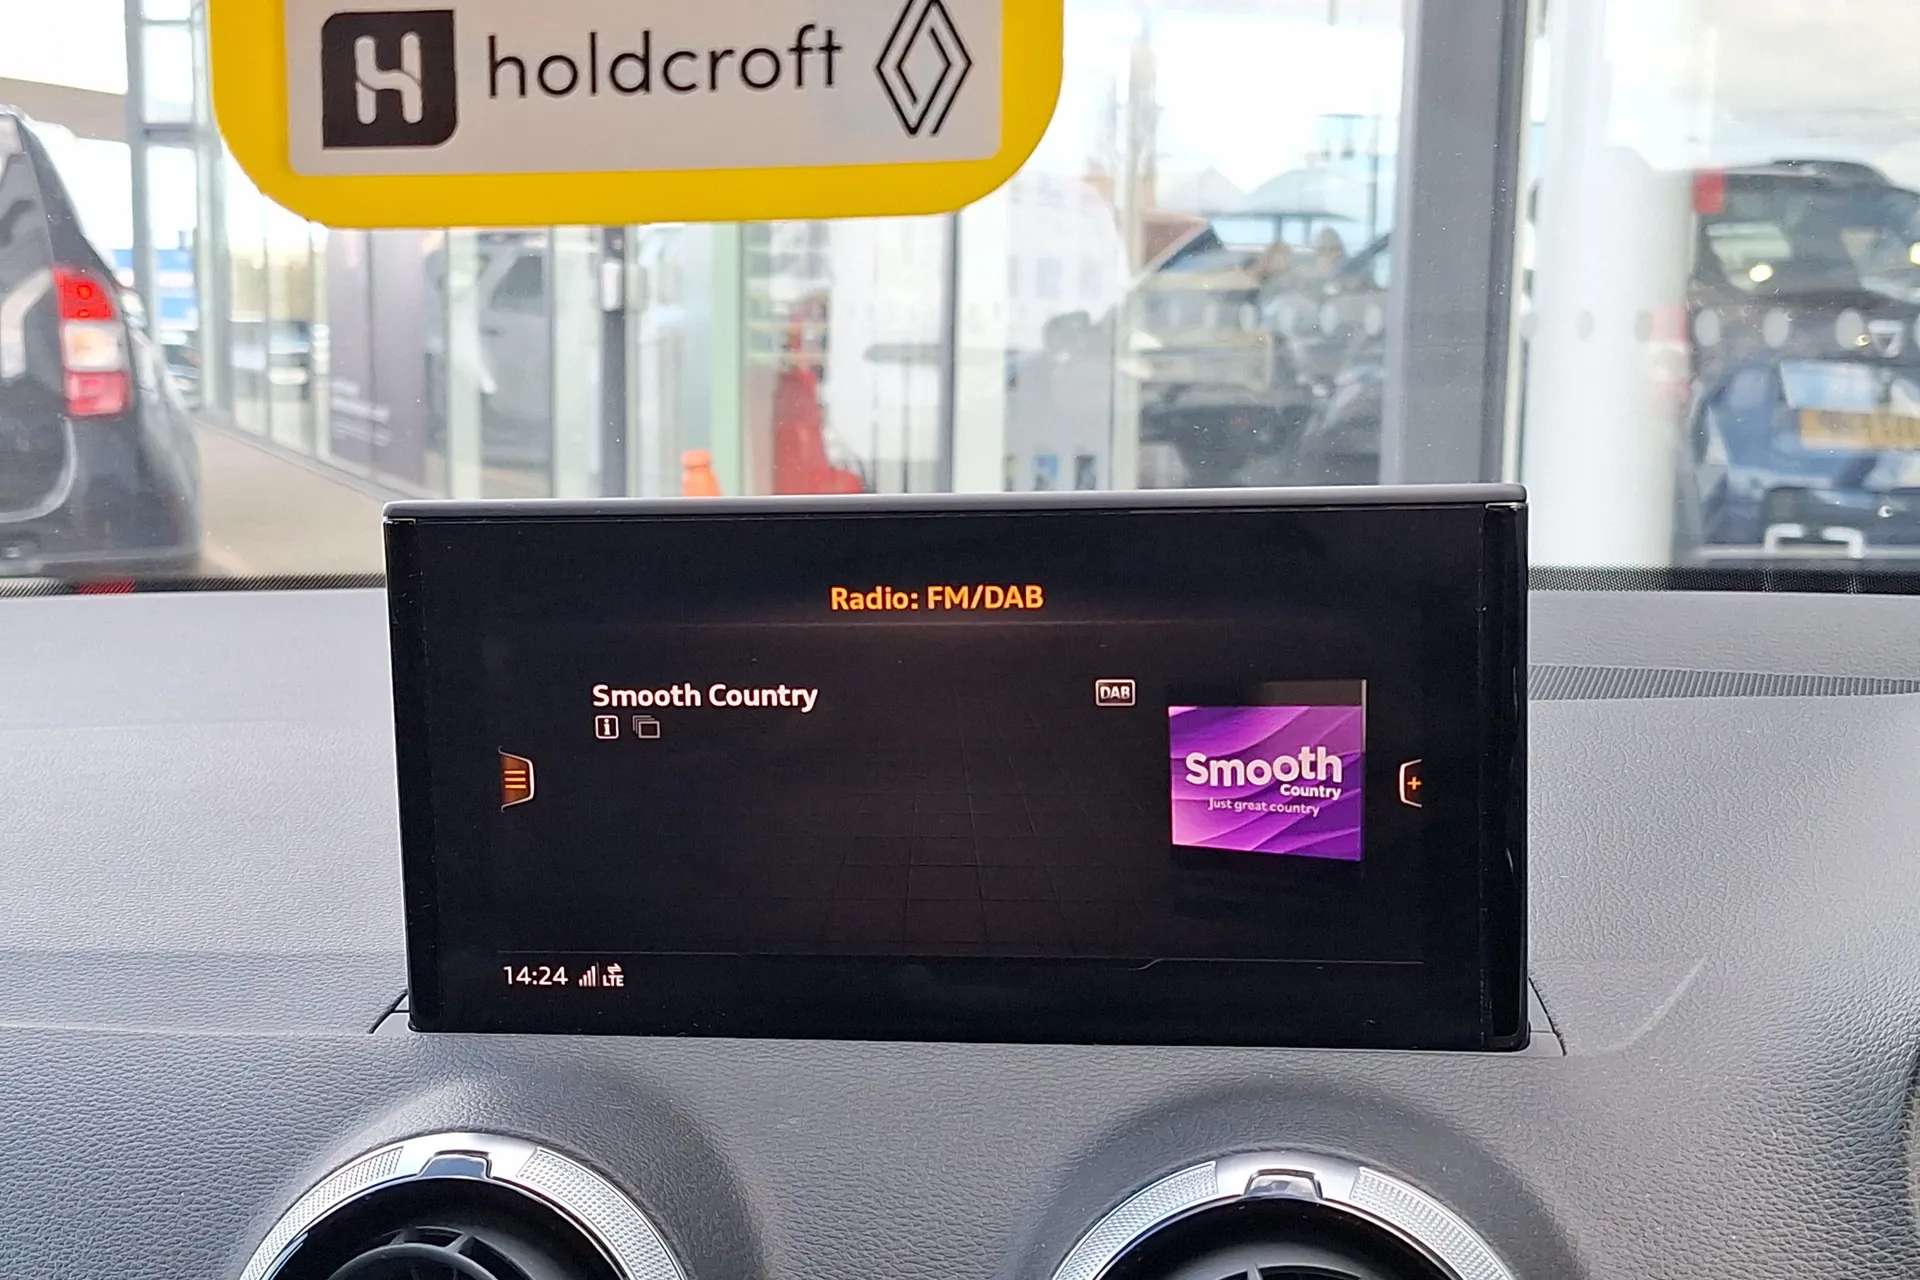 holdcroft
Radio: FM/DAB
Smooth Country
DAB
Smooth
Country
Just great country
14:24 LTE